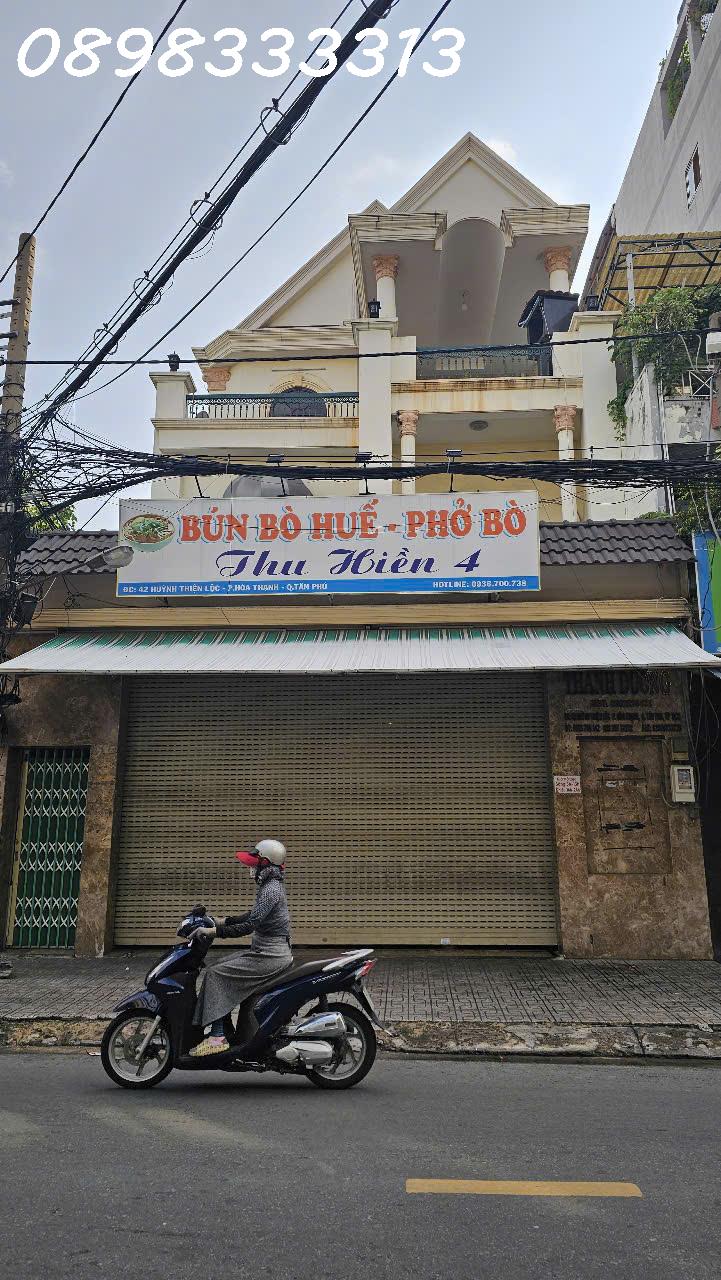 0898333313
BÚN BÒ HUẾ - PHỞ BÒ
Thu Hiền 4
ĐC: 42 HUỲNH THIỆN LỘC - P.HÒA THẠNH - Q.TÂN PHÚ
HOTLINE: 0938.700.738
THANH DƯƠNG